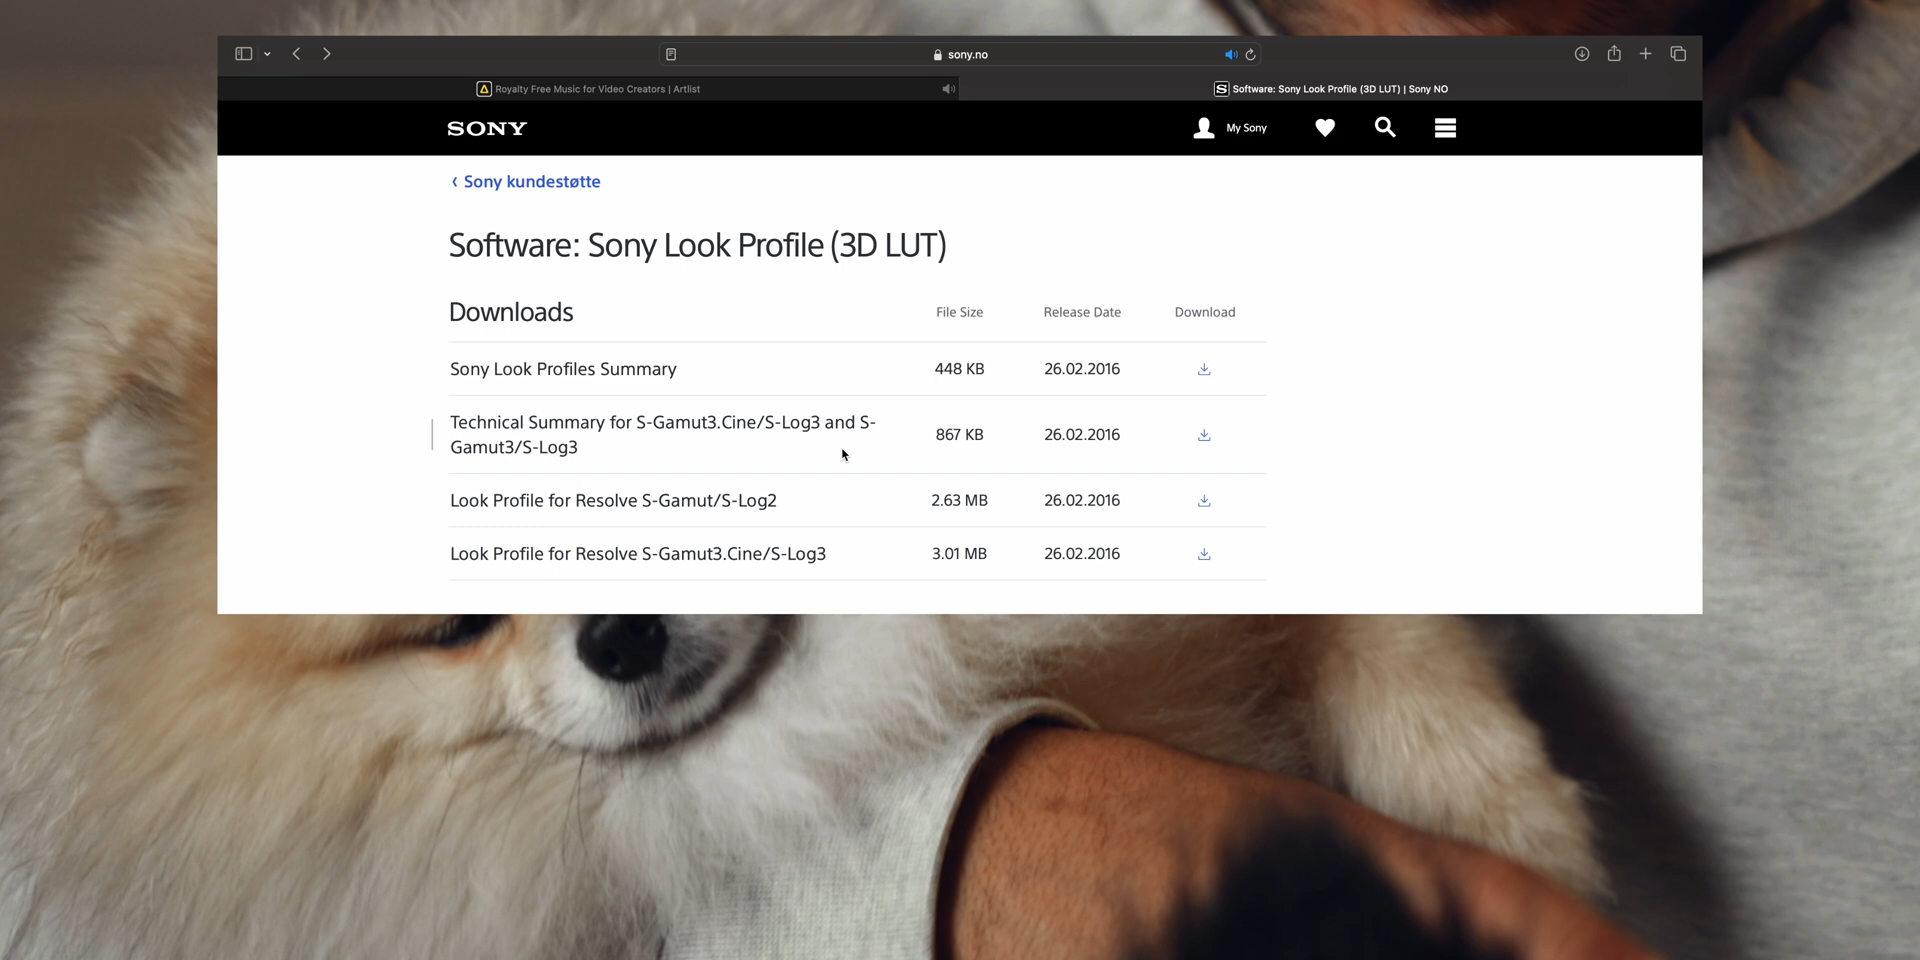 sony.no
Royalty Free Music for Video Creators | Artlist
Software: Sony Look Profile (3D LUT) | Sony NO
SONY
My Sony
‹ Sony kundestøtte
Software: Sony Look Profile (3D LUT)
Downloads File Size Release Date Download
Sony Look Profiles Summary 448 KB 26.02.2016
Technical Summary for S-Gamut3.Cine/S-Log3 and S-
Gamut3/S-Log3 867 KB 26.02.2016
Look Profile for Resolve S-Gamut/S-Log2 2.63 MB 26.02.2016
Look Profile for Resolve S-Gamut3.Cine/S-Log3 3.01 MB 26.02.2016